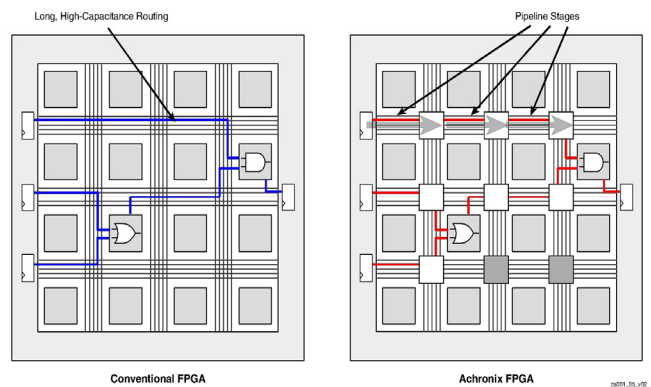 Long, High-Capacitance Routing
Pipeline Stages
Conventional FPGA
Achronix FPGA
ds001_05_v02